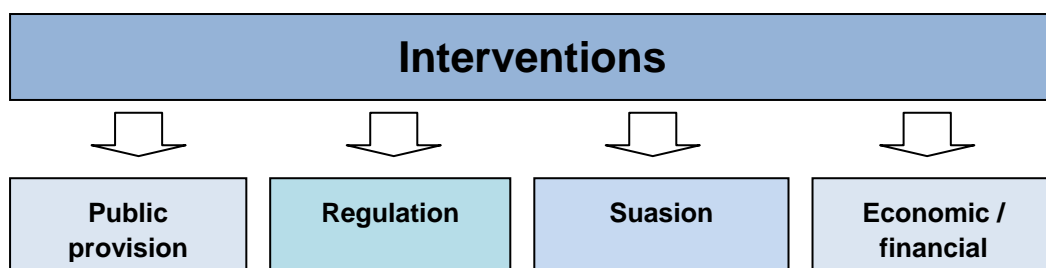 Interventions
Public
provision
Regulation
Suasion
Economic /
financial